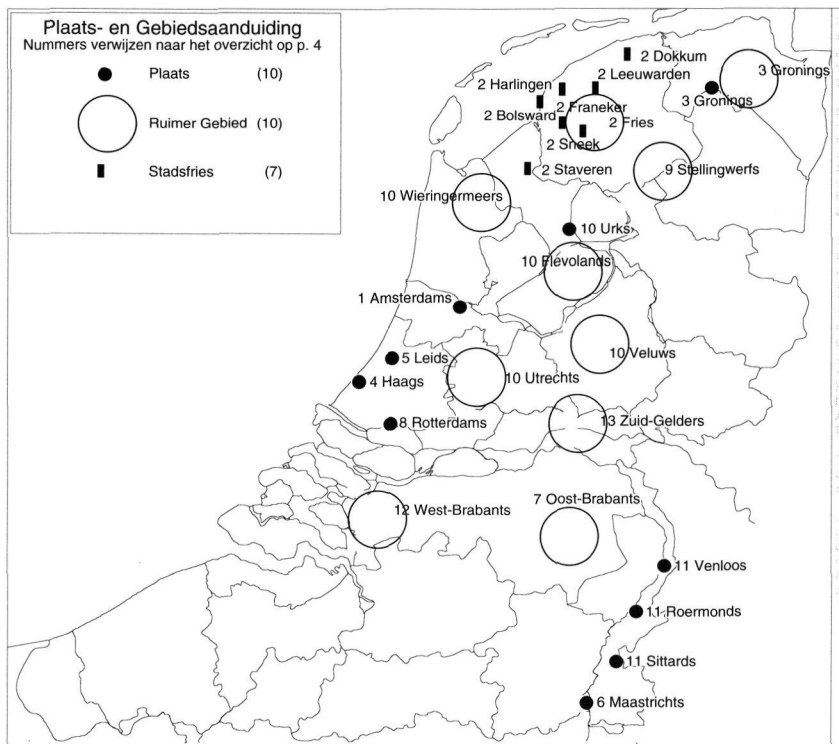 Plaats- en Gebiedsaanduiding
Nummers verwijzen naar het overzicht op p. 4
Plaats (10)
Ruimer Gebied (10)
Stadsfries (7)
2 Dokkum
3 Gronings
2 Harlingen
2 Leeuwarden
3 Gronings
2 Bolsward
2 Franeker
2 Fries
2 Sneek
2 Staveren
9 Stellingwerfs
10 Wieringermeers
10 Urks
10 Flevolands
1 Amsterdams
10 Veluws
5 Leids
4 Haags
10 Utrechts
8 Rotterdams
13 Zuid-Gelders
7 Oost-Brabants
12 West-Brabants
11 Venloos
11 Roermonds
11 Sittards
6 Maastrichts